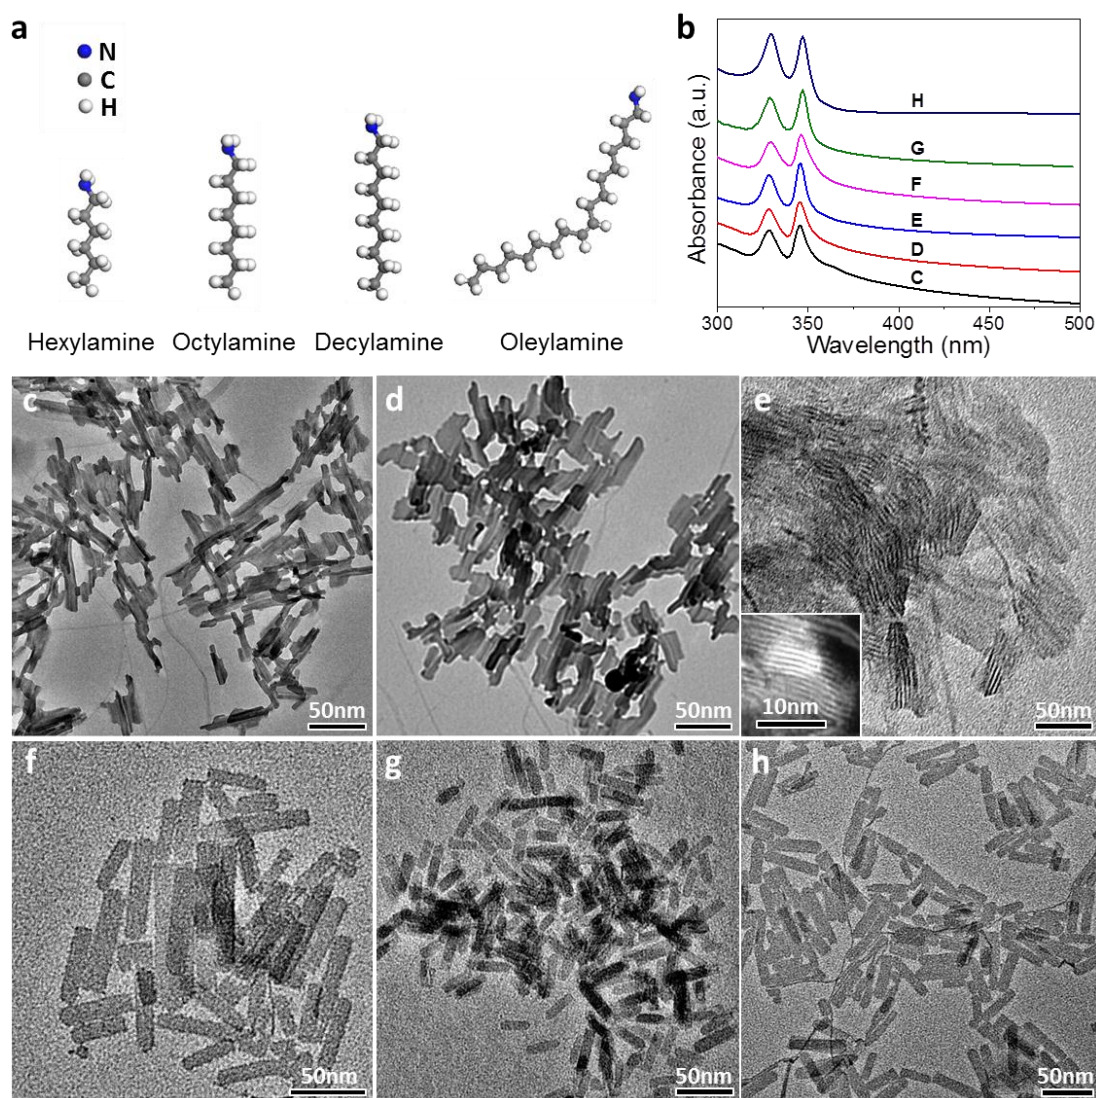 a
N
C
H
Hexylamine Octylamine Decylamine Oleylamine
b
Absorbance (a.u.)
H
G
F
E
D
C
300 350 400 450 500
Wavelength (nm)
c
50nm
d
50nm
e
10nm
50nm
f
50nm
g
50nm
h
50nm